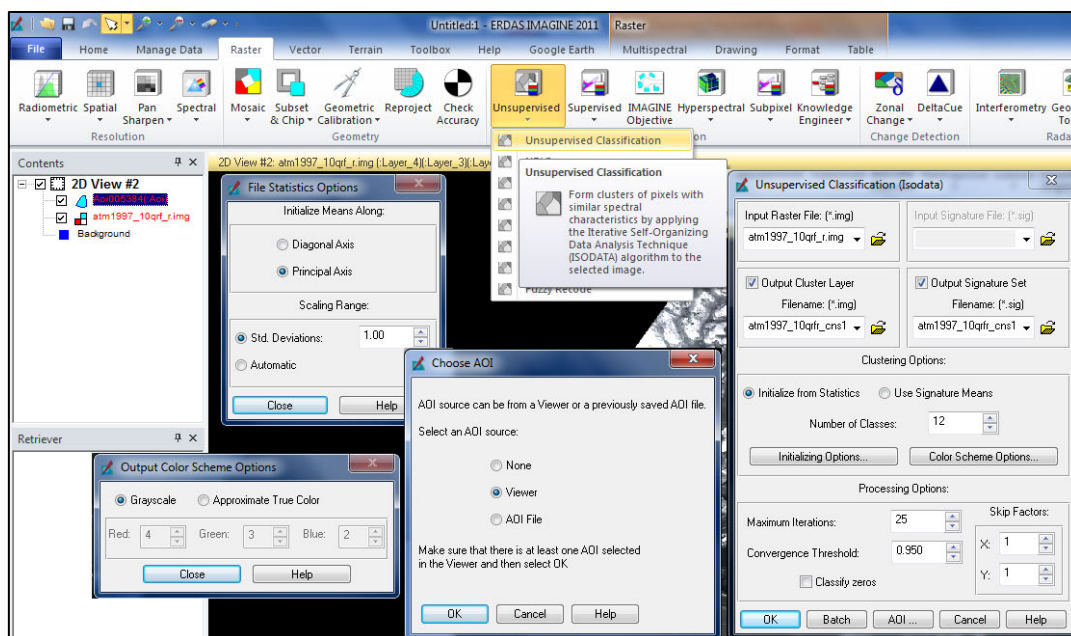 Untitled:1 - ERDAS IMAGINE 2011 Raster
File Home Manage Data Raster Vector Terrain Toolbox Help Google Earth Multispectral Drawing Format Table
Radiometric Spatial Pan Sharpen Spectral Mosaic Subset & Chip Geometric Calibration Reproject Check Accuracy Unsupervised Supervised IMAGINE Objective Hyperspectral Subpixel Knowledge Engineer Zonal Change DeltaCue Interferometry
Resolution Geometry Change Detection Rada
Contents
2D View #2
atm1997_10qrf_r.img
Background
Retriever
2D View #2: atm1997_10qrf_r.img (:Layer_4)(:Layer_3)(:Lay
Unsupervised Classification
Unsupervised Classification
Form clusters of pixels with
similar spectral
characteristics by applying
the Iterative Self-Organizing
Data Analysis Technique
(ISODATA) algorithm to the
selected image.
Fuzzy Recode
File Statistics Options
Initialize Means Along:
Diagonal Axis
Principal Axis
Scaling Range:
Std. Deviations: 1.00
Automatic
Close Help
Output Color Scheme Options
Grayscale Approximate True Color
Red: 4 Green: 3 Blue: 2
Close Help
Choose AOI
AOI source can be from a Viewer or a previously saved AOI file.
Select an AOI source:
None
Viewer
AOI File
Make sure that there is at least one AOI selected
in the Viewer and then select OK
OK Cancel Help
Unsupervised Classification (Isodata)
Input Raster File: (*.img) Input Signature File: (*.sig)
atm1997_10qrf_r.img
Output Cluster Layer Output Signature Set
Filename: (*.img) Filename: (*.sig)
atm1997_10qrfr_cns1 atm1997_10qrfr_cns1
Clustering Options:
Initialize from Statistics Use Signature Means
Number of Classes: 12
Initializing Options... Color Scheme Options...
Processing Options:
Maximum Iterations: 25 Skip Factors:
Convergence Threshold: 0.950 X: 1
Classify zeros Y: 1
OK Batch AOI ... Cancel Help